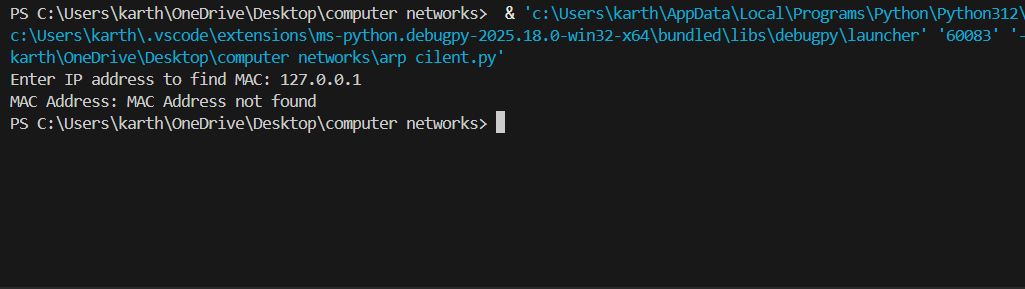 PS C:\Users\karth\OneDrive\Desktop\computer networks>  & 'c:\Users\karth\AppData\Local\Programs\Python\Python312\
c:\Users\karth\.vscode\extensions\ms-python.debugpy-2025.18.0-win32-x64\bundled\libs\debugpy\launcher' '60083' '-
karth\OneDrive\Desktop\computer networks\arp cilent.py'
Enter IP address to find MAC: 127.0.0.1
MAC Address: MAC Address not found
PS C:\Users\karth\OneDrive\Desktop\computer networks>